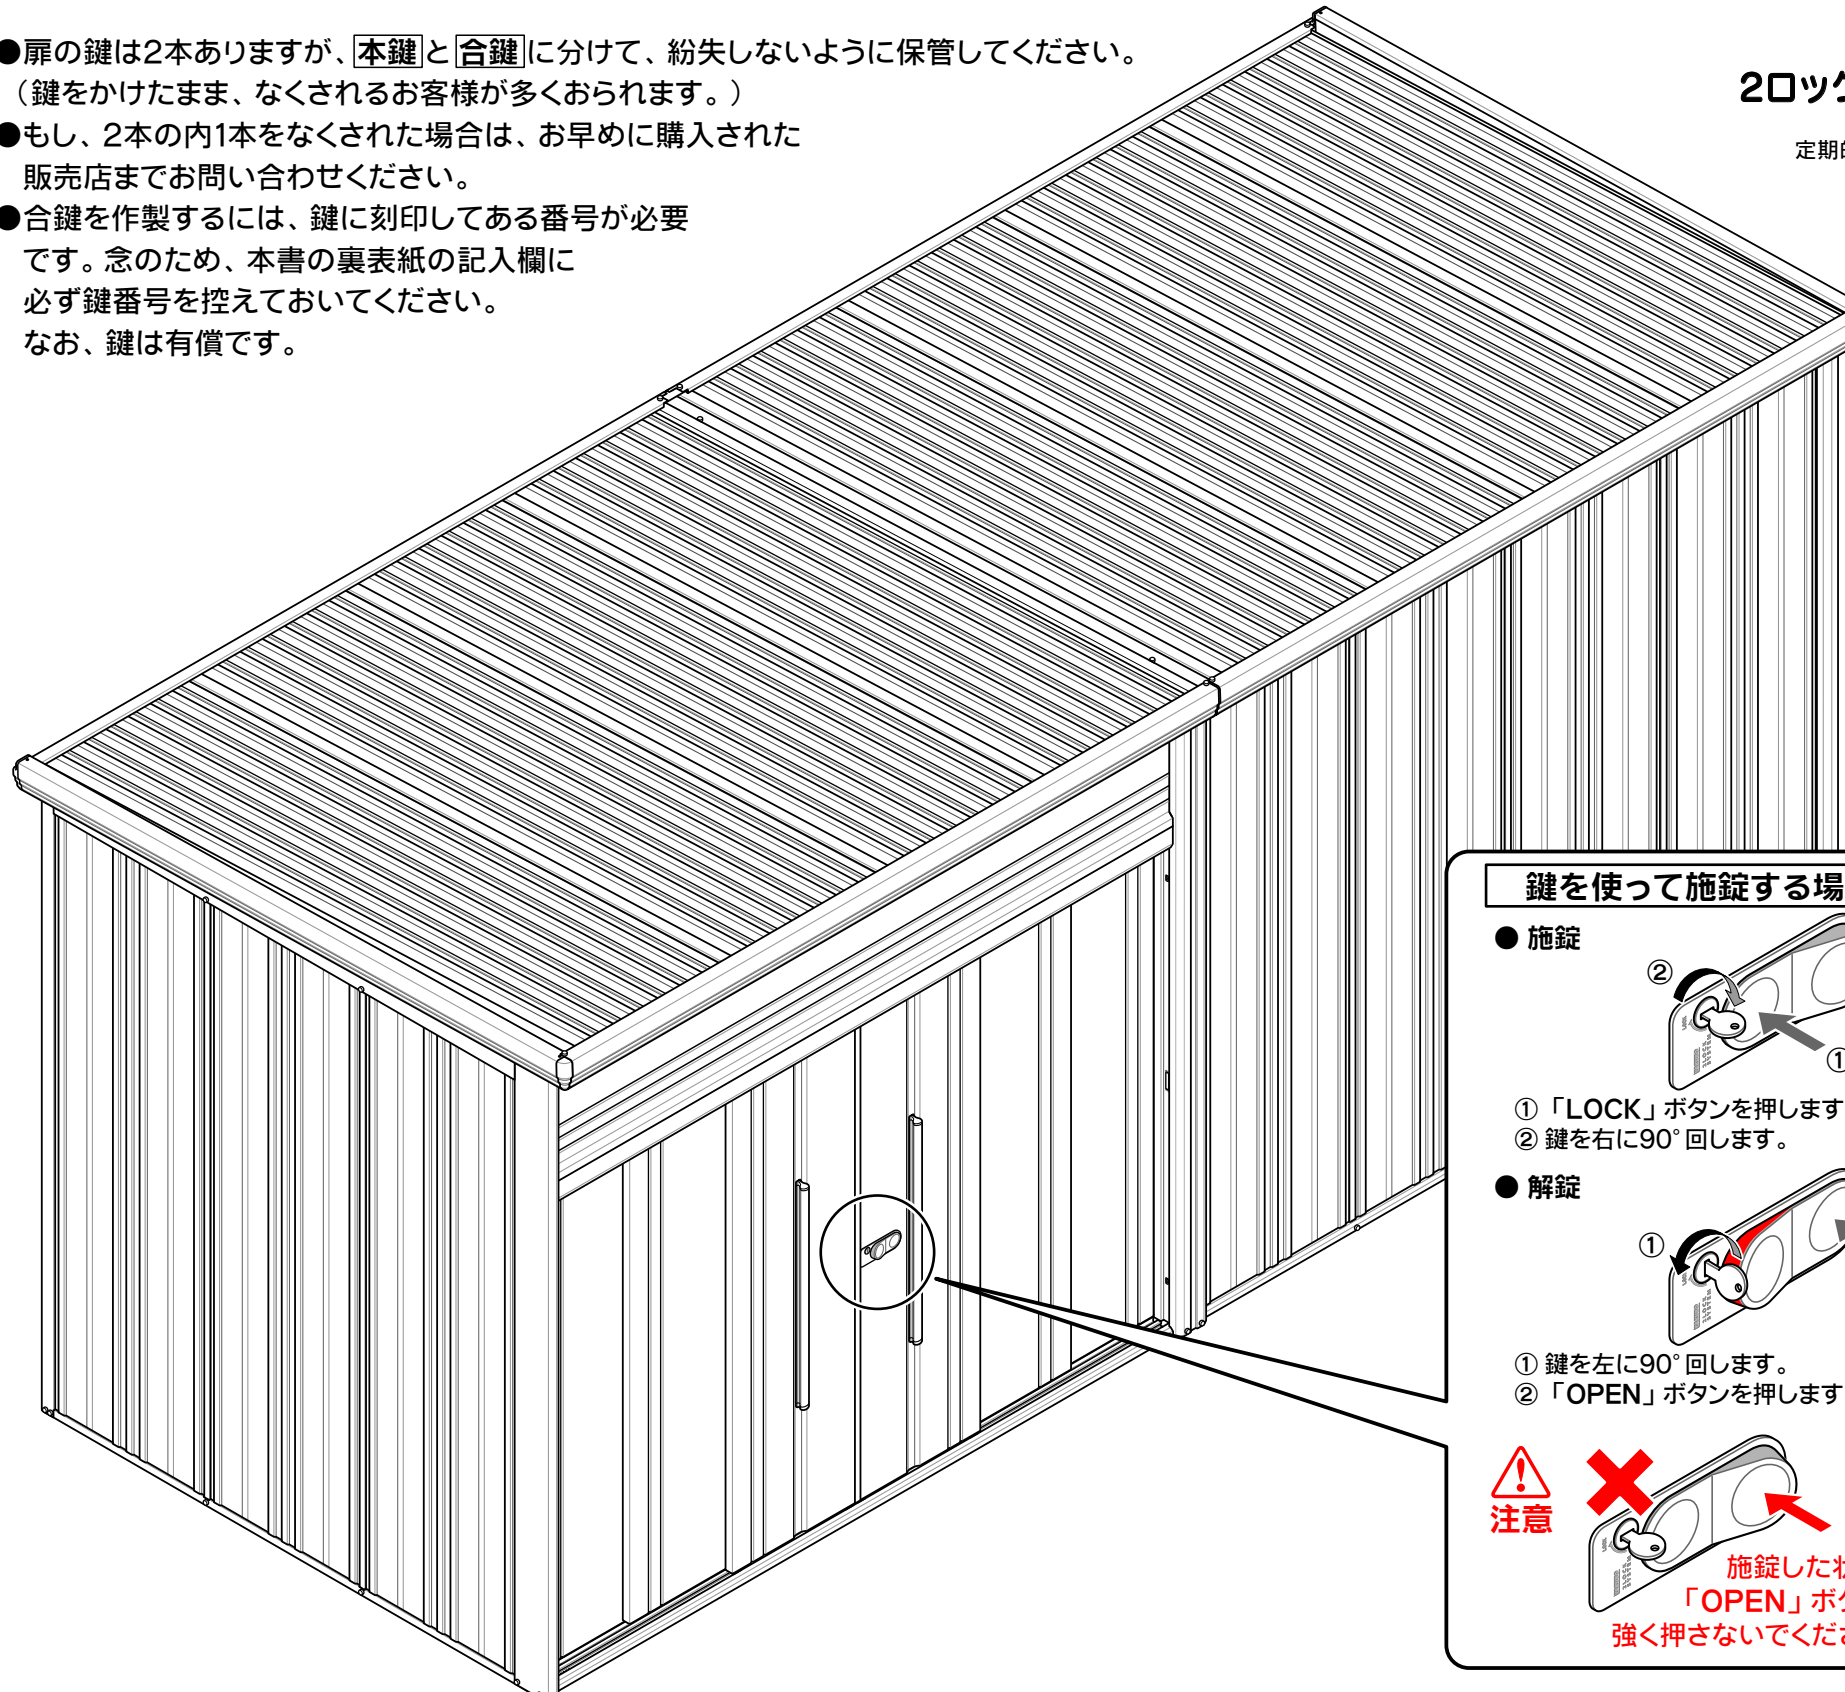 ●扉の鍵は2本ありますが、本鍵と合鍵に分けて、紛失しないように保管してください。
（鍵をかけたまま、なくされるお客様が多くおられます。）
●もし、2本の内1本をなくされた場合は、お早めに購入された
販売店までお問い合わせください。
●合鍵を作製するには、鍵に刻印してある番号が必要
です。念のため、本書の裏表紙の記入欄に
必ず鍵番号を控えておいてください。
なお、鍵は有償です。
2ロック
定期的
鍵を使って施錠する場
● 施錠
②
①
①「LOCK」ボタンを押します
② 鍵を右に90°回します。
● 解錠
①
① 鍵を左に90°回します。
②「OPEN」ボタンを押します
注意
施錠した状
「OPEN」ボタ
強く押さないでくださ